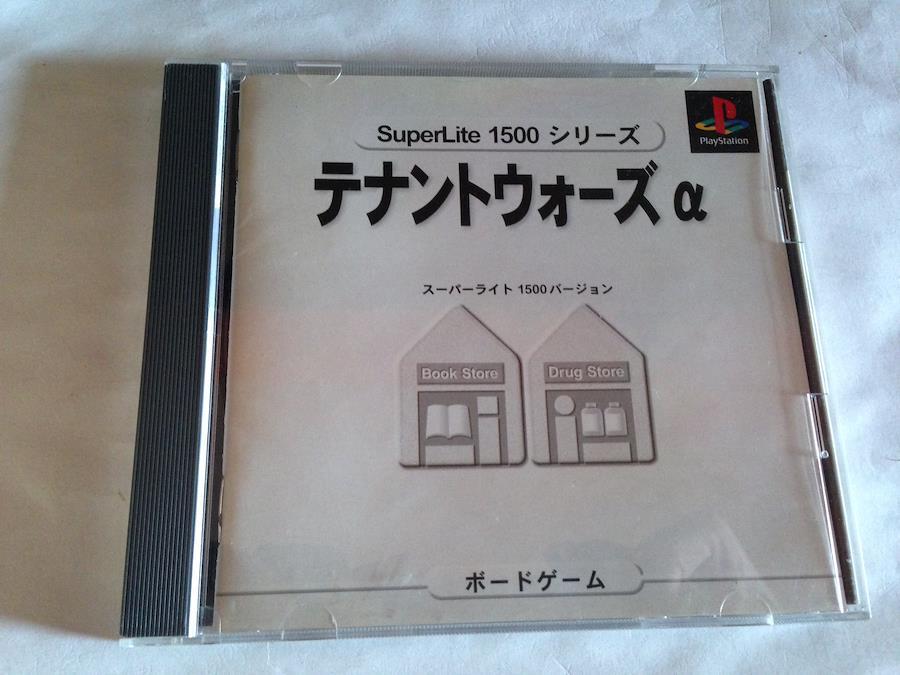 SuperLite 1500 シリーズ
PlayStation
テナントウォーズ α
スーパーライト 1500 バージョン
Book Store
Drug Store
ボードゲーム